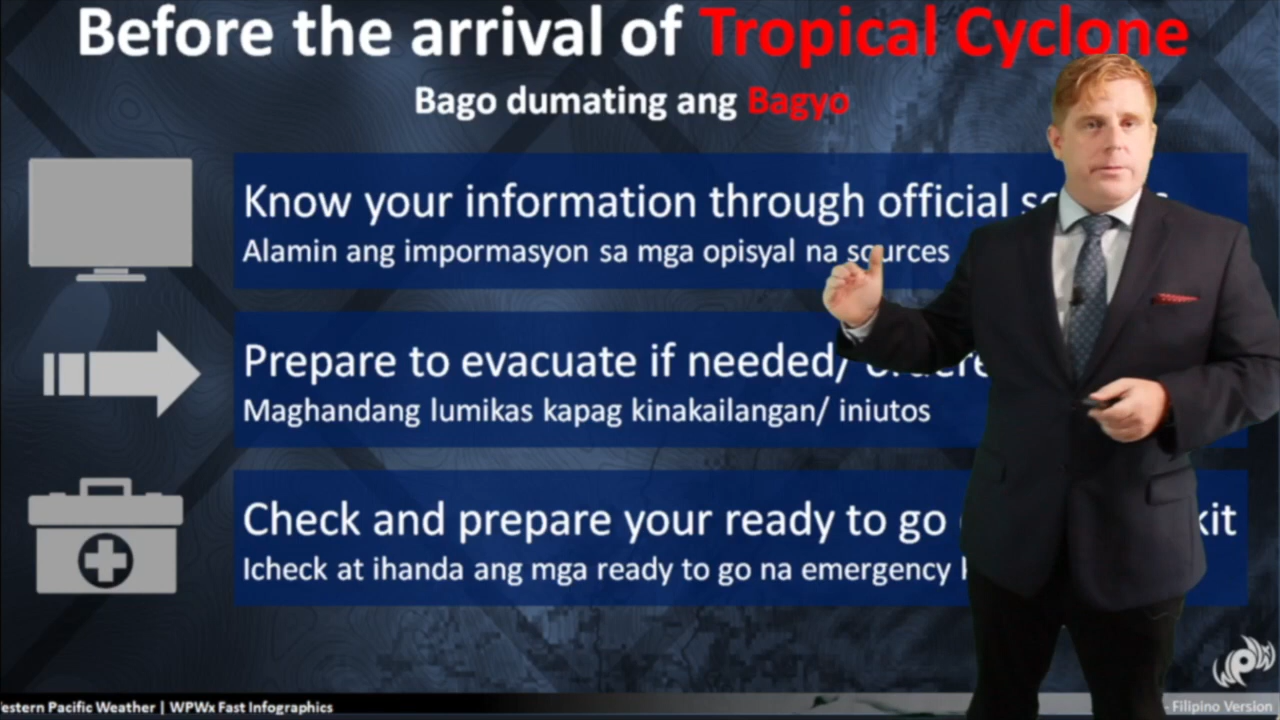 Before the arrival of Tropical Cyclone
Bago dumating ang Bagyo
Know your information through official
Alamin ang impormasyon sa mga opisyal na sources
Prepare to evacuate if needed/
Maghandang lumikas kapag kinakailangan/ iniutos
Check and prepare your ready to go kit
Icheck at ihanda ang mga ready to go na emergency
WPWx
estern Pacific Weather | WPWx Fast Infographics
- Filipino Version